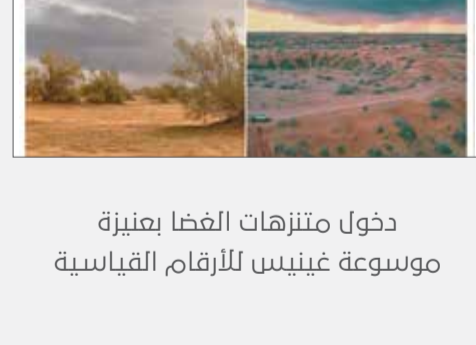 دخول متنزهات الغضا بعنيزة
موسوعة غينيس للأرقام القياسية